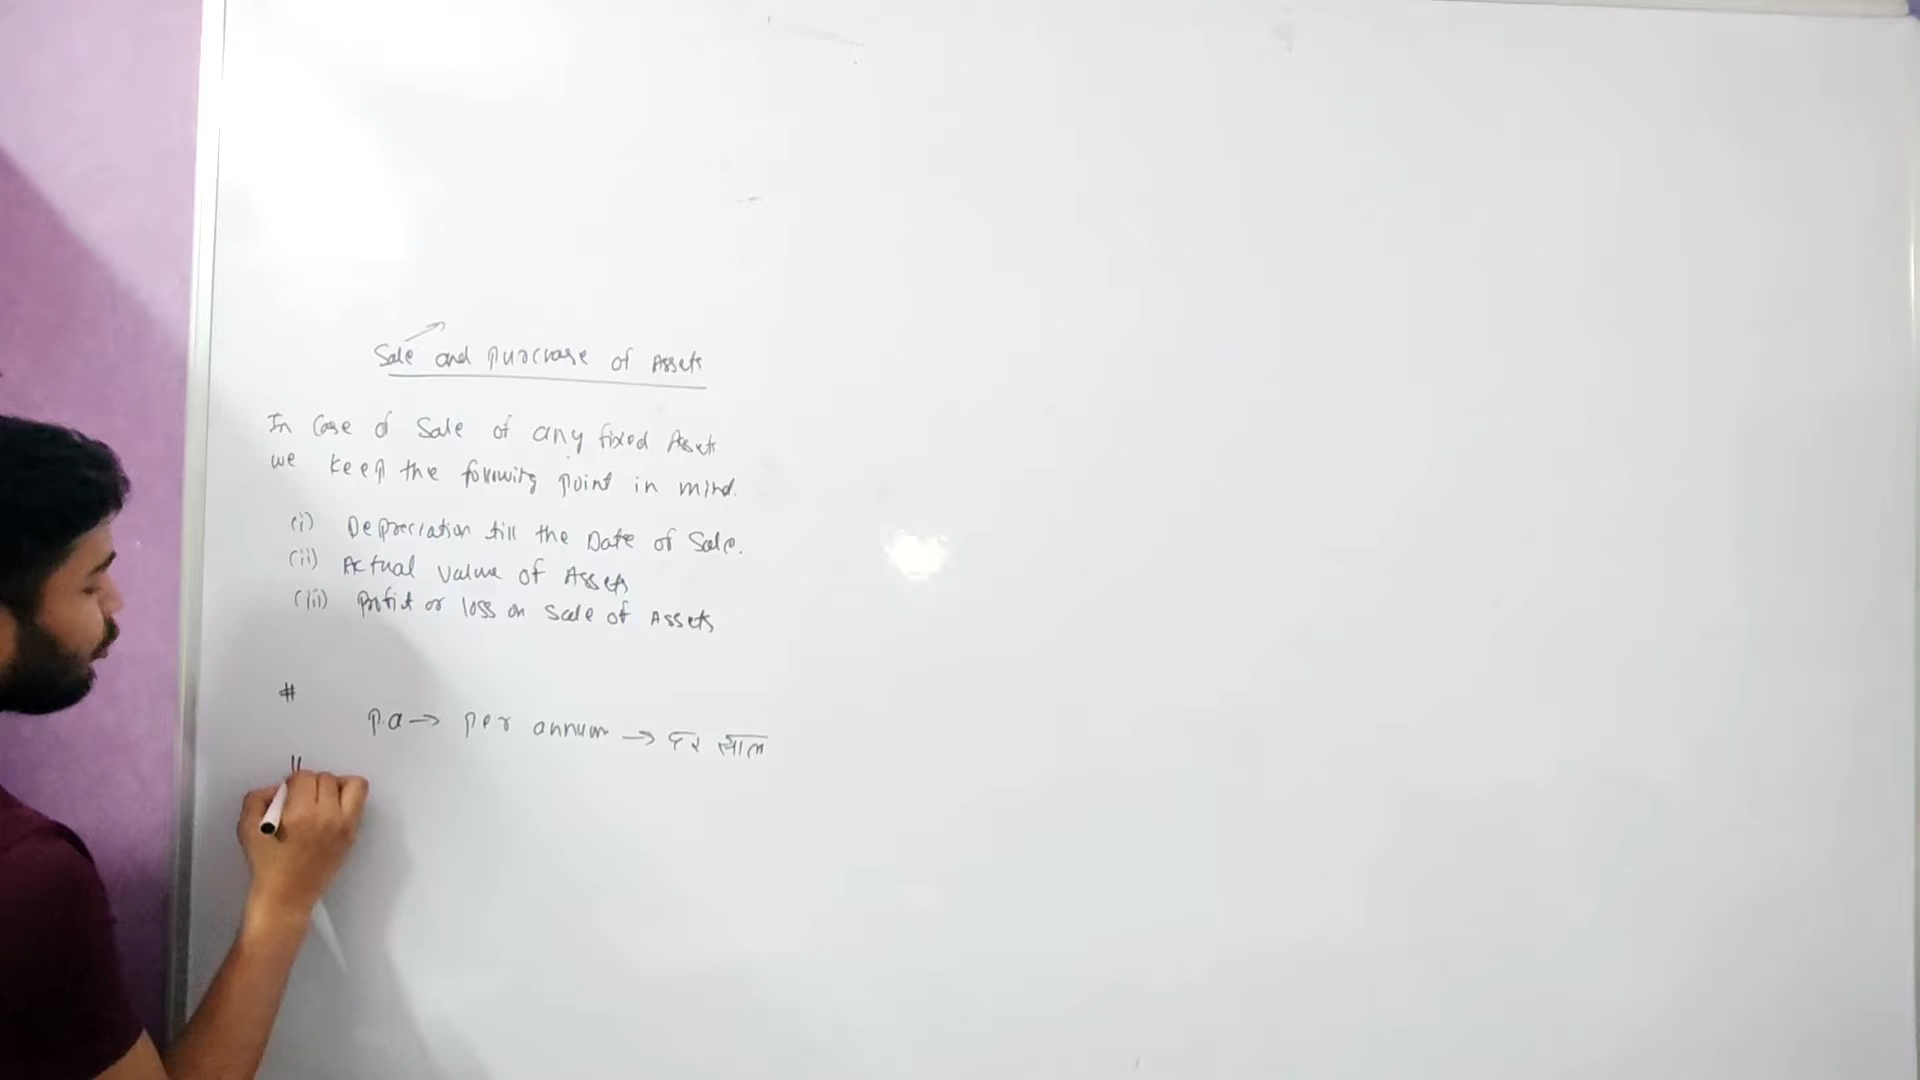 Sale and purchase of Assets
In Case of Sale of any fixed Assets
we keep the following point in mind.
(i) Depreciation till the Date of Sale.
(ii) Actual value of Assets
(iii) Profit or loss on Sale of Assets
#
p.a → per annum → हर साल